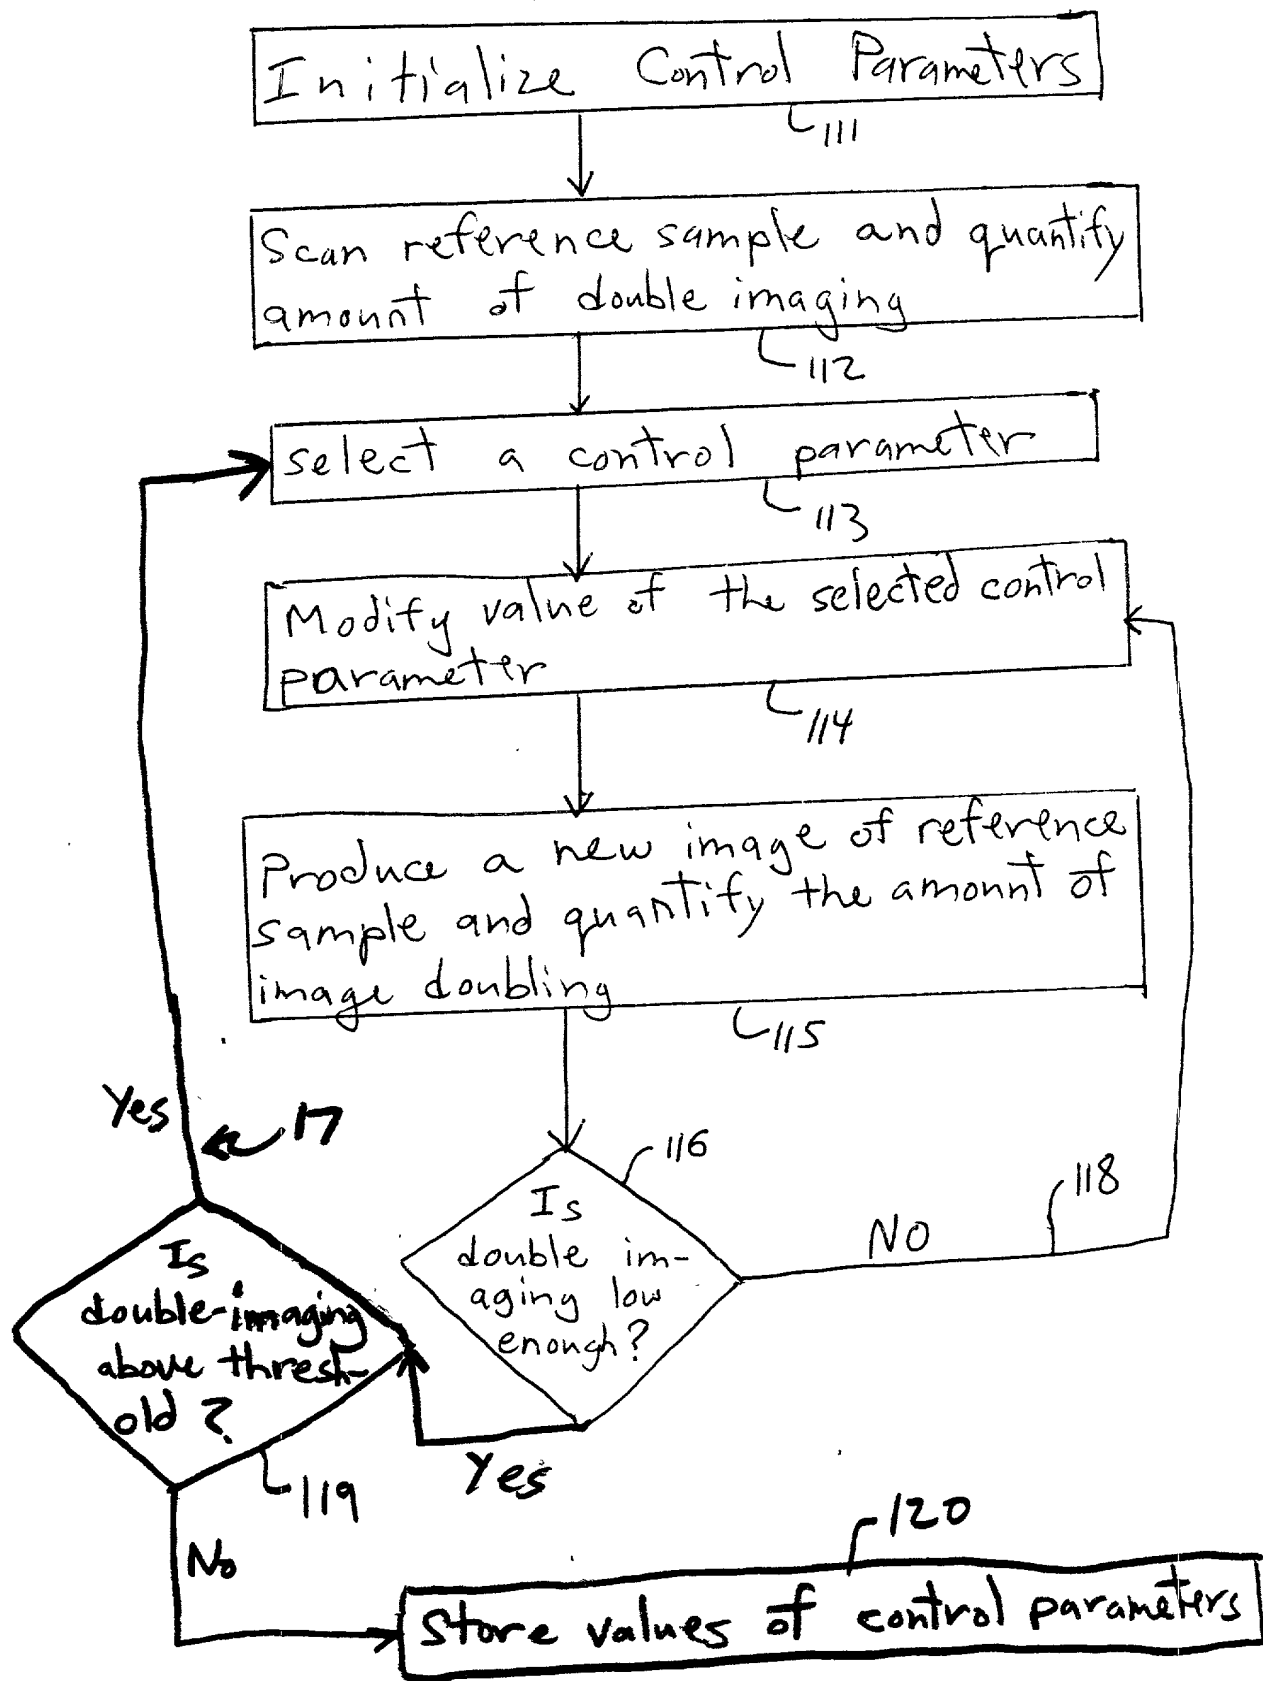 Initialize Control Parameters
111
Scan reference sample and quantify
amount of double imaging
112
select a control parameter
113
Modify value of the selected control
parameter
114
Produce a new image of reference
sample and quantify the amount of
image doubling
115
Yes
17
116
118
Is
double im-
aging low
enough?
NO
Is
double-imaging
above thresh-
old?
119
Yes
No
120
Store values of control parameters